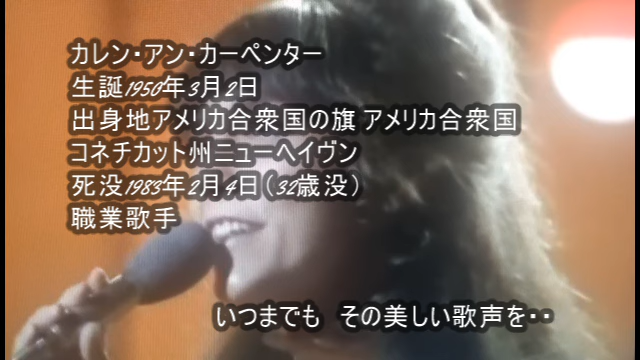 カレン・アン・カーペンター
生誕1950年3月2日
出身地アメリカ合衆国の旗 アメリカ合衆国
コネチカット州ニューヘイヴン
死没1983年2月4日(32歳没)
職業歌手
いつまでも その美しい歌声を・・